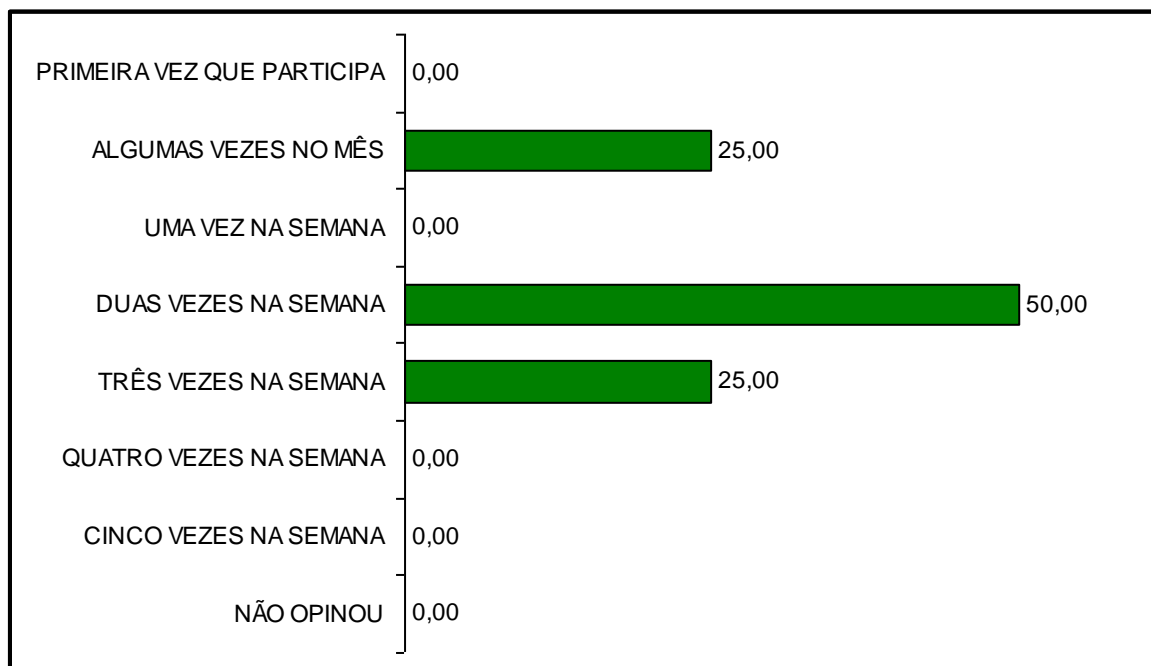 PRIMEIRA VEZ QUE PARTICIPA 0,00
ALGUMAS VEZES NO MÊS 25,00
UMA VEZ NA SEMANA 0,00
DUAS VEZES NA SEMANA 50,00
TRÊS VEZES NA SEMANA 25,00
QUATRO VEZES NA SEMANA 0,00
CINCO VEZES NA SEMANA 0,00
NÃO OPINOU 0,00